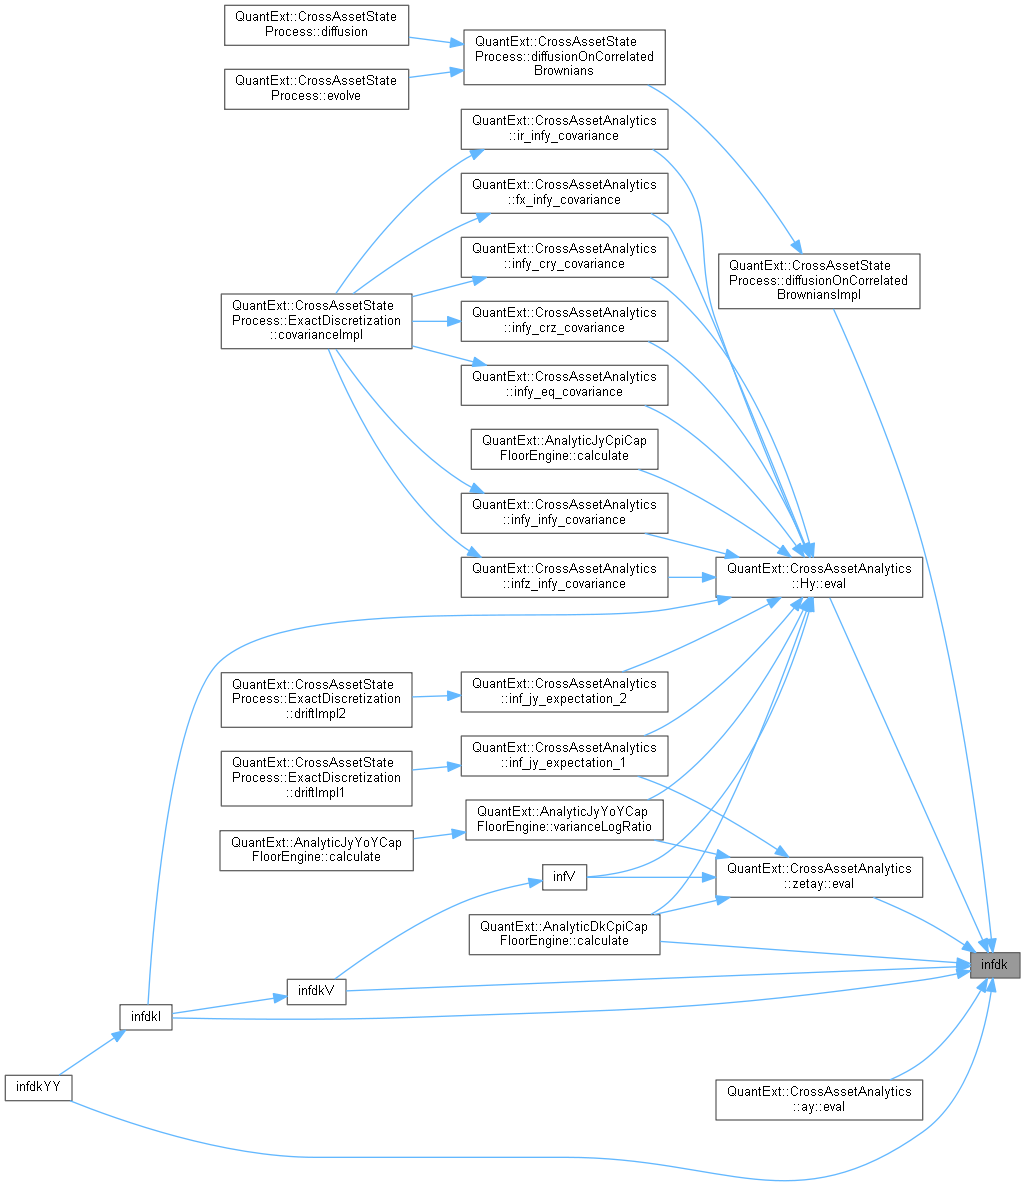 QuantExt::CrossAssetState
Process::diffusion
QuantExt::CrossAssetState
Process::diffusionOnCorrelated
Brownians
QuantExt::CrossAssetState
Process::evolve
QuantExt::CrossAssetAnalytics
::ir_infy_covariance
QuantExt::CrossAssetAnalytics
::fx_infy_covariance
QuantExt::CrossAssetAnalytics
::infy_cry_covariance
QuantExt::CrossAssetState
Process::diffusionOnCorrelated
BrowniansImpl
QuantExt::CrossAssetState
Process::ExactDiscretization
::covarianceImpl
QuantExt::CrossAssetAnalytics
::infy_crz_covariance
QuantExt::CrossAssetAnalytics
::infy_eq_covariance
QuantExt::AnalyticJyCpiCap
FloorEngine::calculate
QuantExt::CrossAssetAnalytics
::infy_infy_covariance
QuantExt::CrossAssetAnalytics
::infz_infy_covariance
QuantExt::CrossAssetAnalytics
::Hy::eval
QuantExt::CrossAssetState
Process::ExactDiscretization
::driftImpl2
QuantExt::CrossAssetAnalytics
::inf_jy_expectation_2
QuantExt::CrossAssetState
Process::ExactDiscretization
::driftImpl1
QuantExt::CrossAssetAnalytics
::inf_jy_expectation_1
QuantExt::AnalyticJyYoYCap
FloorEngine::varianceLogRatio
QuantExt::AnalyticJyYoYCap
FloorEngine::calculate
infV
QuantExt::CrossAssetAnalytics
::zetay::eval
QuantExt::AnalyticDkCpiCap
FloorEngine::calculate
infdk
infdkV
infdkI
infdkYY
QuantExt::CrossAssetAnalytics
::ay::eval